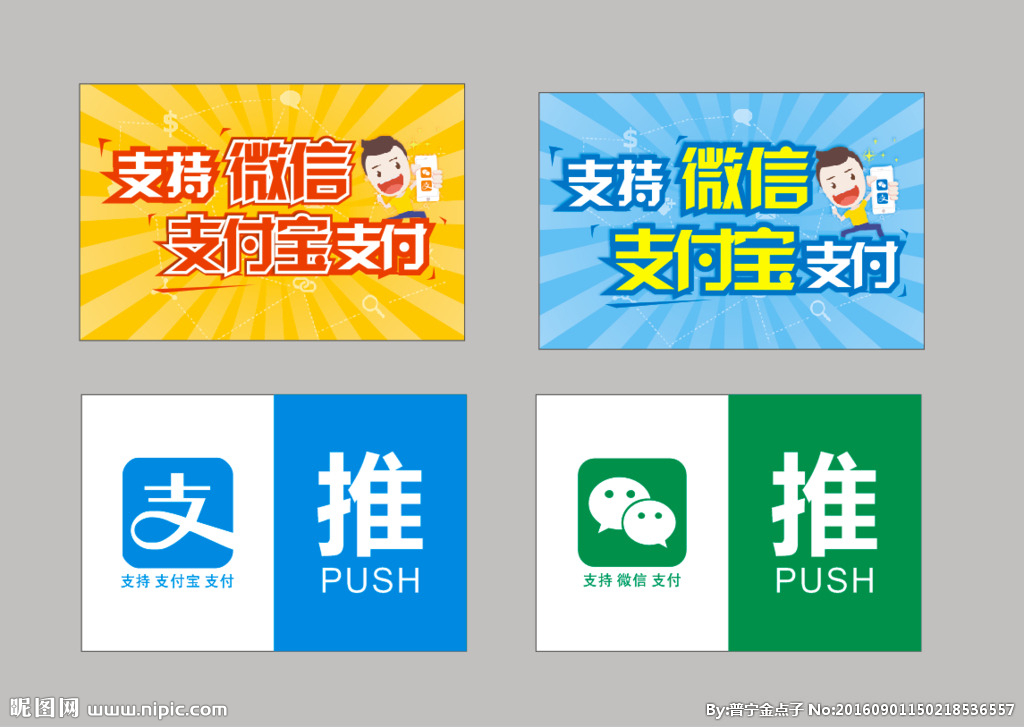 支持 微信
支付宝 支付
支持 微信
支付宝 支付
支
支持 支付宝 支付
推
PUSH
支持 微信 支付
推
PUSH
昵图网 www.nipic.com
By:普宁金点子 No:20160901150218536557